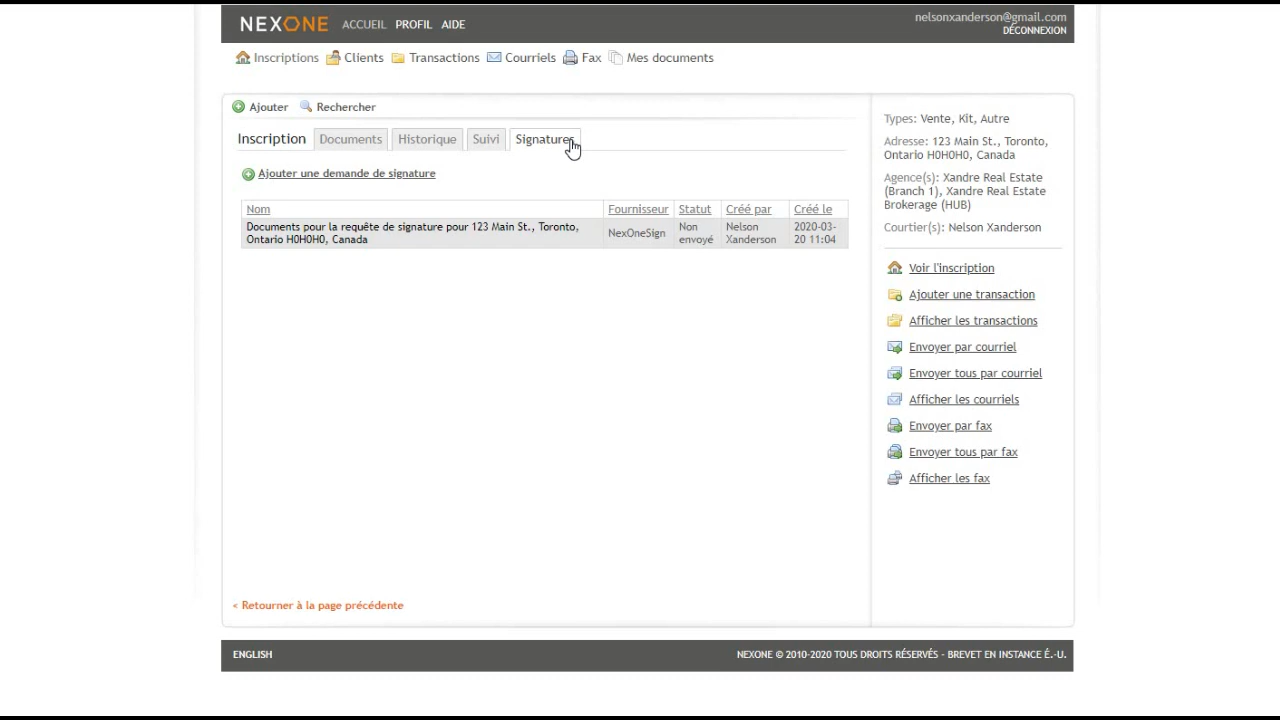 NEXONE ACCUEIL PROFIL AIDE
nelsonxanderson@gmail.com
DÉCONNEXION
Inscriptions Clients Transactions Courriels Fax Mes documents
Ajouter Rechercher
Inscription Documents Historique Suivi Signatures
Ajouter une demande de signature
Nom Fournisseur Statut Créé par Créé le
Documents pour la requête de signature pour 123 Main St., Toronto,
Ontario H0H0H0, Canada
NexOneSign
Non
envoyé
Nelson
Xanderson
2020-03-
20 11:04
< Retourner à la page précédente
Types: Vente, Kit, Autre
Adresse: 123 Main St., Toronto,
Ontario H0H0H0, Canada
Agence(s): Xandre Real Estate
(Branch 1), Xandre Real Estate
Brokerage (HUB)
Courtier(s): Nelson Xanderson
Voir l'inscription
Ajouter une transaction
Afficher les transactions
Envoyer par courriel
Envoyer tous par courriel
Afficher les courriels
Envoyer par fax
Envoyer tous par fax
Afficher les fax
ENGLISH
NEXONE © 2010-2020 TOUS DROITS RÉSERVÉS - BREVET EN INSTANCE É.-U.